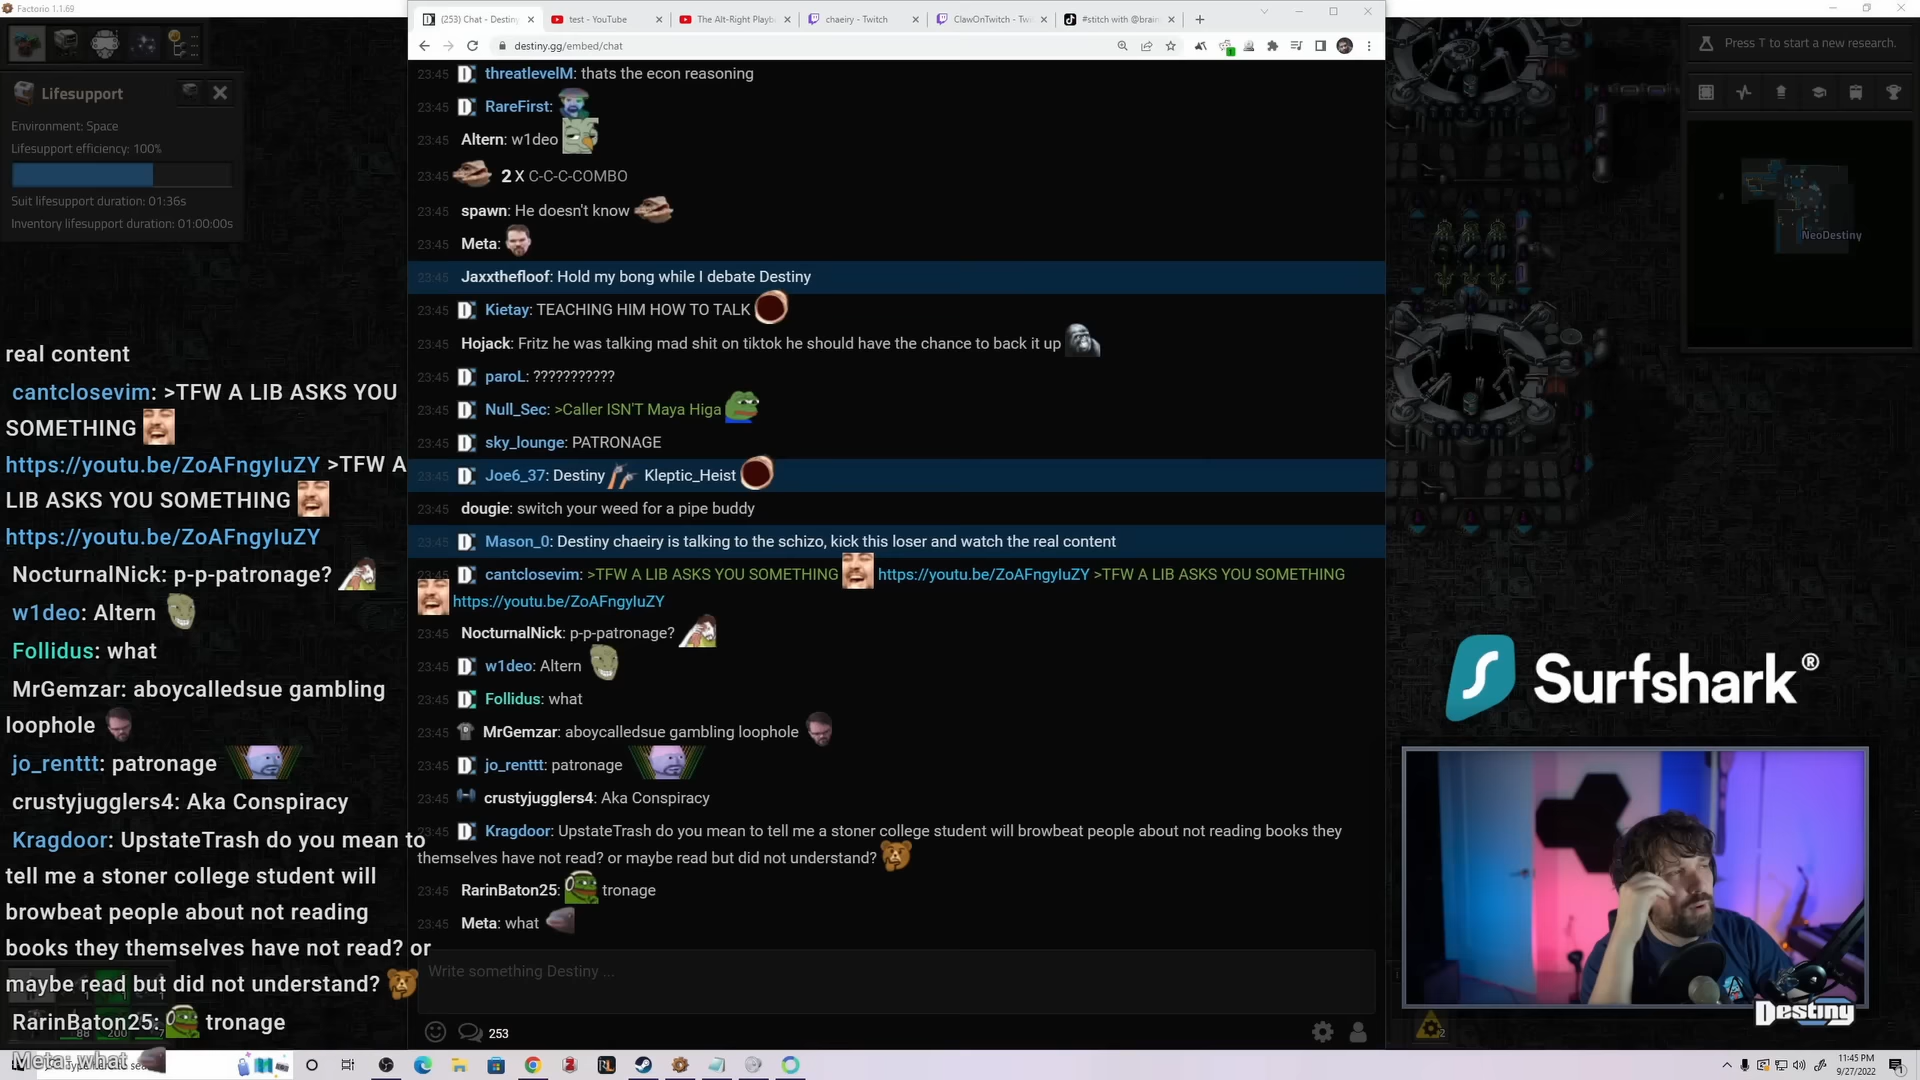 Factorio 1.1.69
Lifesupport
Environment: Space
Lifesupport efficiency: 100%
Suit lifesupport duration: 01:36s
Inventory lifesupport duration: 01:00:00s
(253) Chat - Destiny
test - YouTube
The Alt-Right Playb
chaeiry - Twitch
ClawOnTwitch - Tw
#stitch with @brain
destiny.gg/embed/chat
Press T to start a new research.
NeoDestiny
23:45 threatlevelM: thats the econ reasoning
23:45 RareFirst:
23:45 Altern: w1deo
23:45 2 X C-C-C-COMBO
23:45 spawn: He doesn't know
23:45 Meta:
23:45 Jaxxthefloof: Hold my bong while I debate Destiny
23:45 Kietay: TEACHING HIM HOW TO TALK
23:45 Hojack: Fritz he was talking mad shit on tiktok he should have the chance to back it up
23:45 paroL: ???????????
23:45 Null_Sec: >Caller ISN'T Maya Higa
23:45 sky_lounge: PATRONAGE
23:45 Joe6_37: Destiny Kleptic_Heist
23:45 dougie: switch your weed for a pipe buddy
23:45 Mason_0: Destiny chaeiry is talking to the schizo, kick this loser and watch the real content
23:45 cantclosevim: >TFW A LIB ASKS YOU SOMETHING https://youtu.be/ZoAFngyIuZY >TFW A LIB ASKS YOU SOMETHING
https://youtu.be/ZoAFngyIuZY
23:45 NocturnalNick: p-p-patronage?
23:45 w1deo: Altern
23:45 Follidus: what
23:45 MrGemzar: aboycalledsue gambling loophole
23:45 jo_renttt: patronage
23:45 crustyjugglers4: Aka Conspiracy
23:45 Kragdoor: UpstateTrash do you mean to tell me a stoner college student will browbeat people about not reading books they
themselves have not read? or maybe read but did not understand?
23:45 RarinBaton25: tronage
23:45 Meta: what
Write something Destiny ...
253
real content
cantclosevim: >TFW A LIB ASKS YOU
SOMETHING
https://youtu.be/ZoAFngyIuZY >TFW A
LIB ASKS YOU SOMETHING
https://youtu.be/ZoAFngyIuZY
NocturnalNick: p-p-patronage?
w1deo: Altern
Follidus: what
MrGemzar: aboycalledsue gambling
loophole
jo_renttt: patronage
crustyjugglers4: Aka Conspiracy
Kragdoor: UpstateTrash do you mean to
tell me a stoner college student will
browbeat people about not reading
books they themselves have not read? or
maybe read but did not understand?
RarinBaton25: tronage
Meta: what
88 200
Surfshark®
Destiny
11:45 PM
9/27/2022